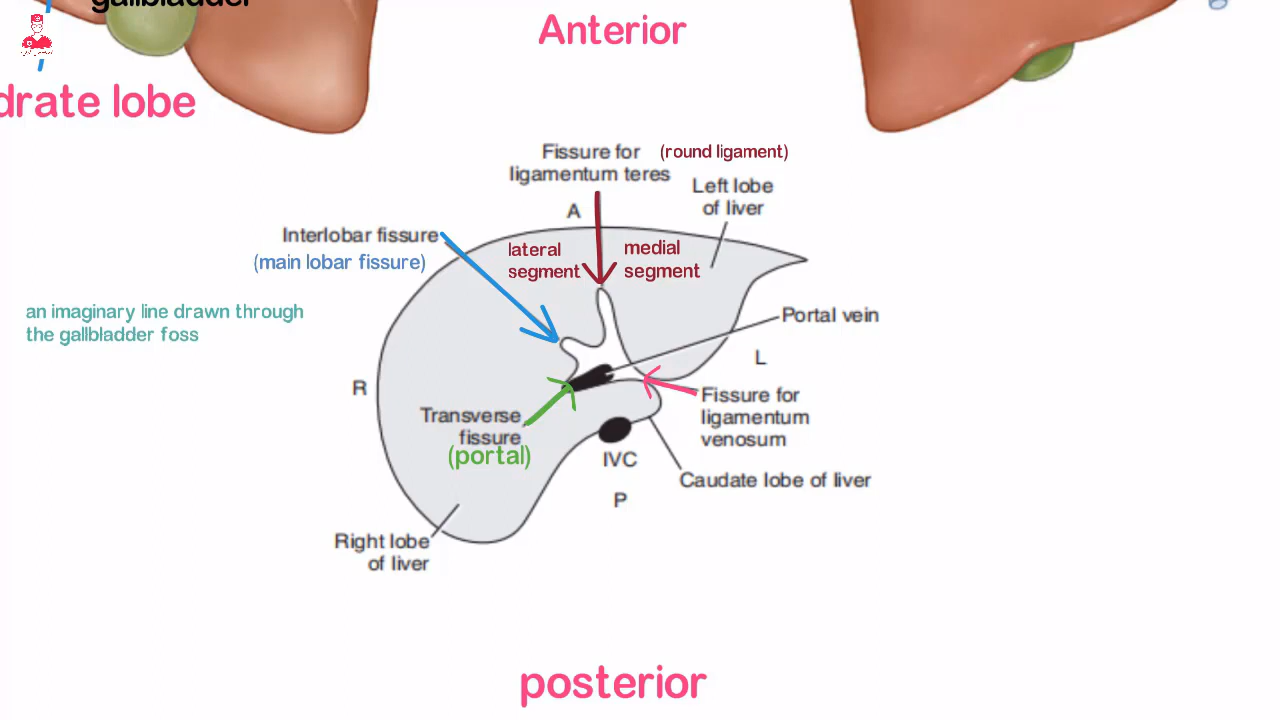 gallbladder
Anterior
drate lobe
Fissure for (round ligament)
ligamentum teres
Left lobe
of liver
A
Interlobar fissure
(main lobar fissure)
lateral
segment
medial
segment
an imaginary line drawn through
the gallbladder foss
Portal vein
L
R
Transverse
fissure
(portal)
Fissure for
ligamentum
venosum
IVC
Caudate lobe of liver
P
Right lobe
of liver
posterior